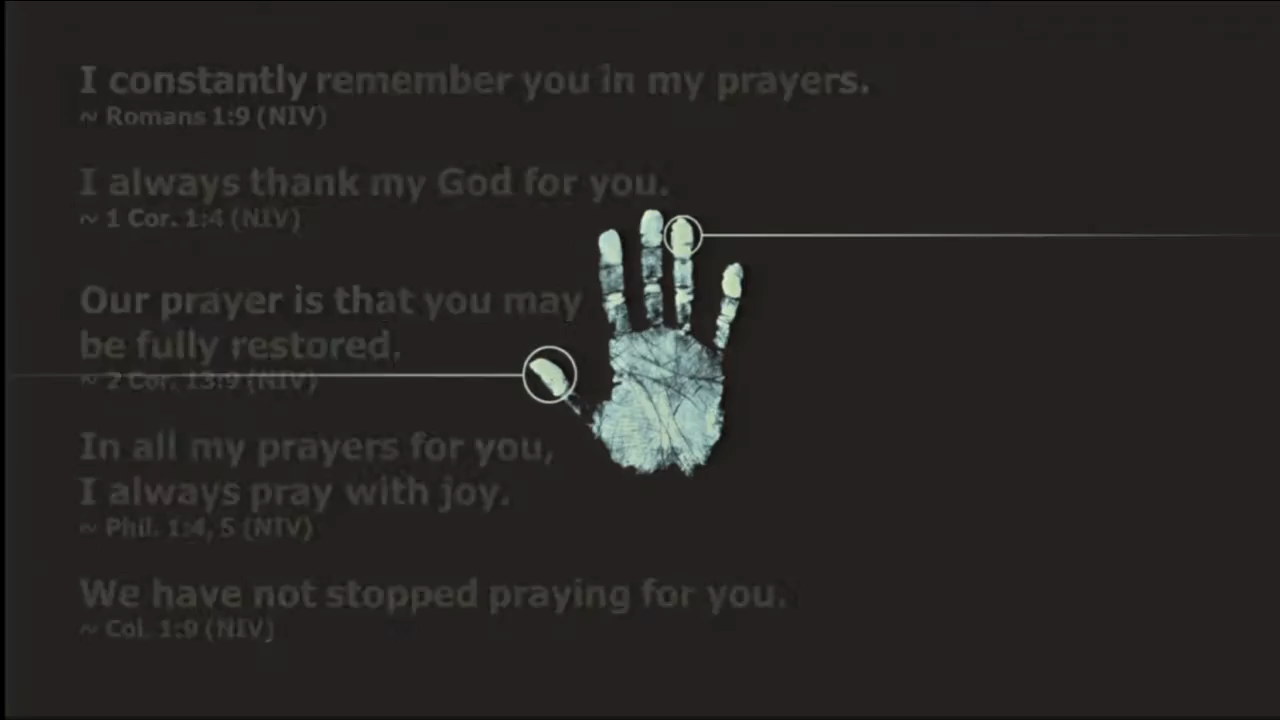 I constantly remember you in my prayers.
~ Romans 1:9 (NIV)
I always thank my God for you.
~ 1 Cor. 1:4 (NIV)
Our prayer is that you may
be fully restored.
~ 2 Cor. 13:9 (NIV)
In all my prayers for you,
I always pray with joy.
~ Phil. 1:4, 5 (NIV)
We have not stopped praying for you.
~ Col. 1:9 (NIV)